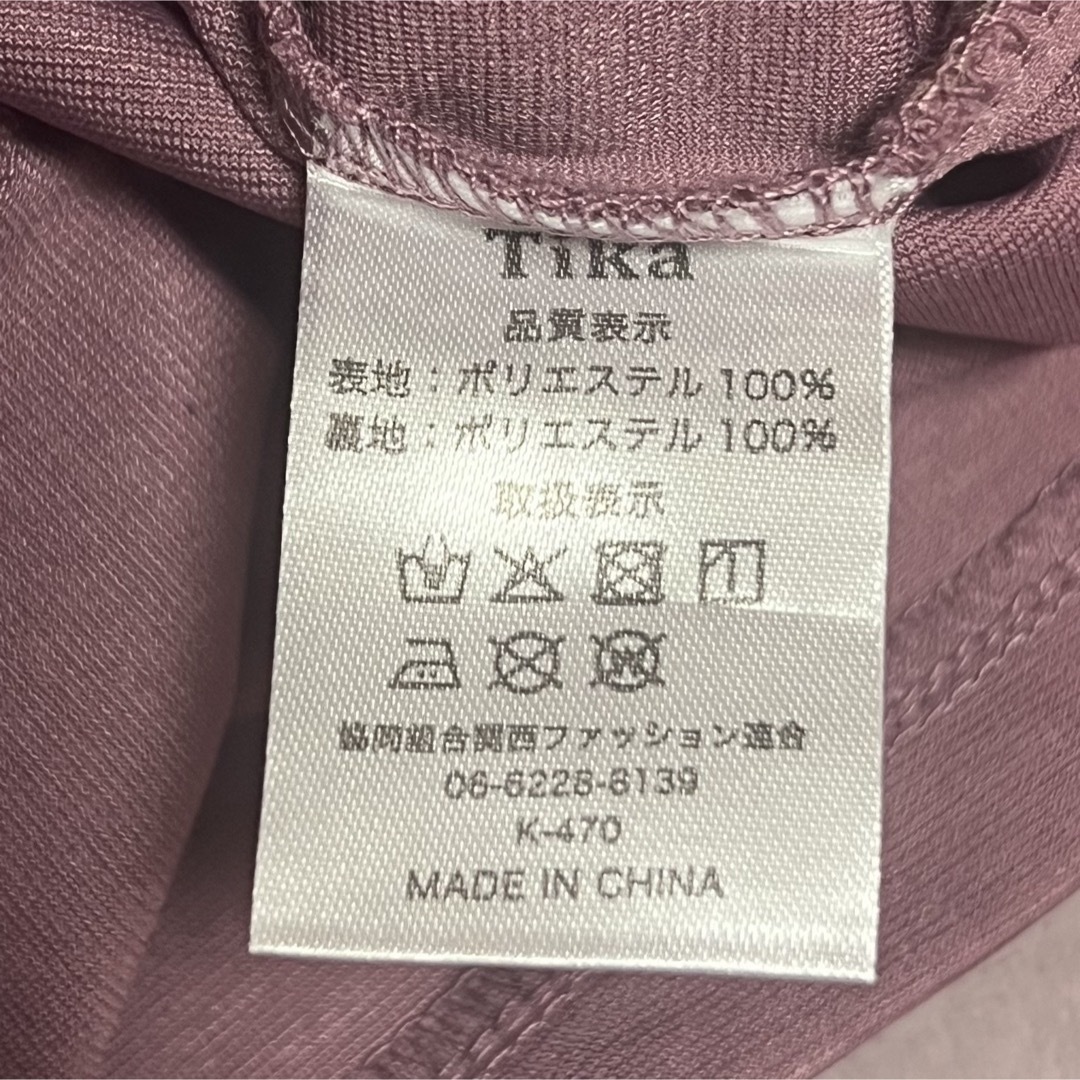 Tika
品質表示
表地：ポリエステル 100%
裏地：ポリエステル 100%
取扱表示
協同組合関西ファッション連合
06-6228-6139
K-470
MADE IN CHINA